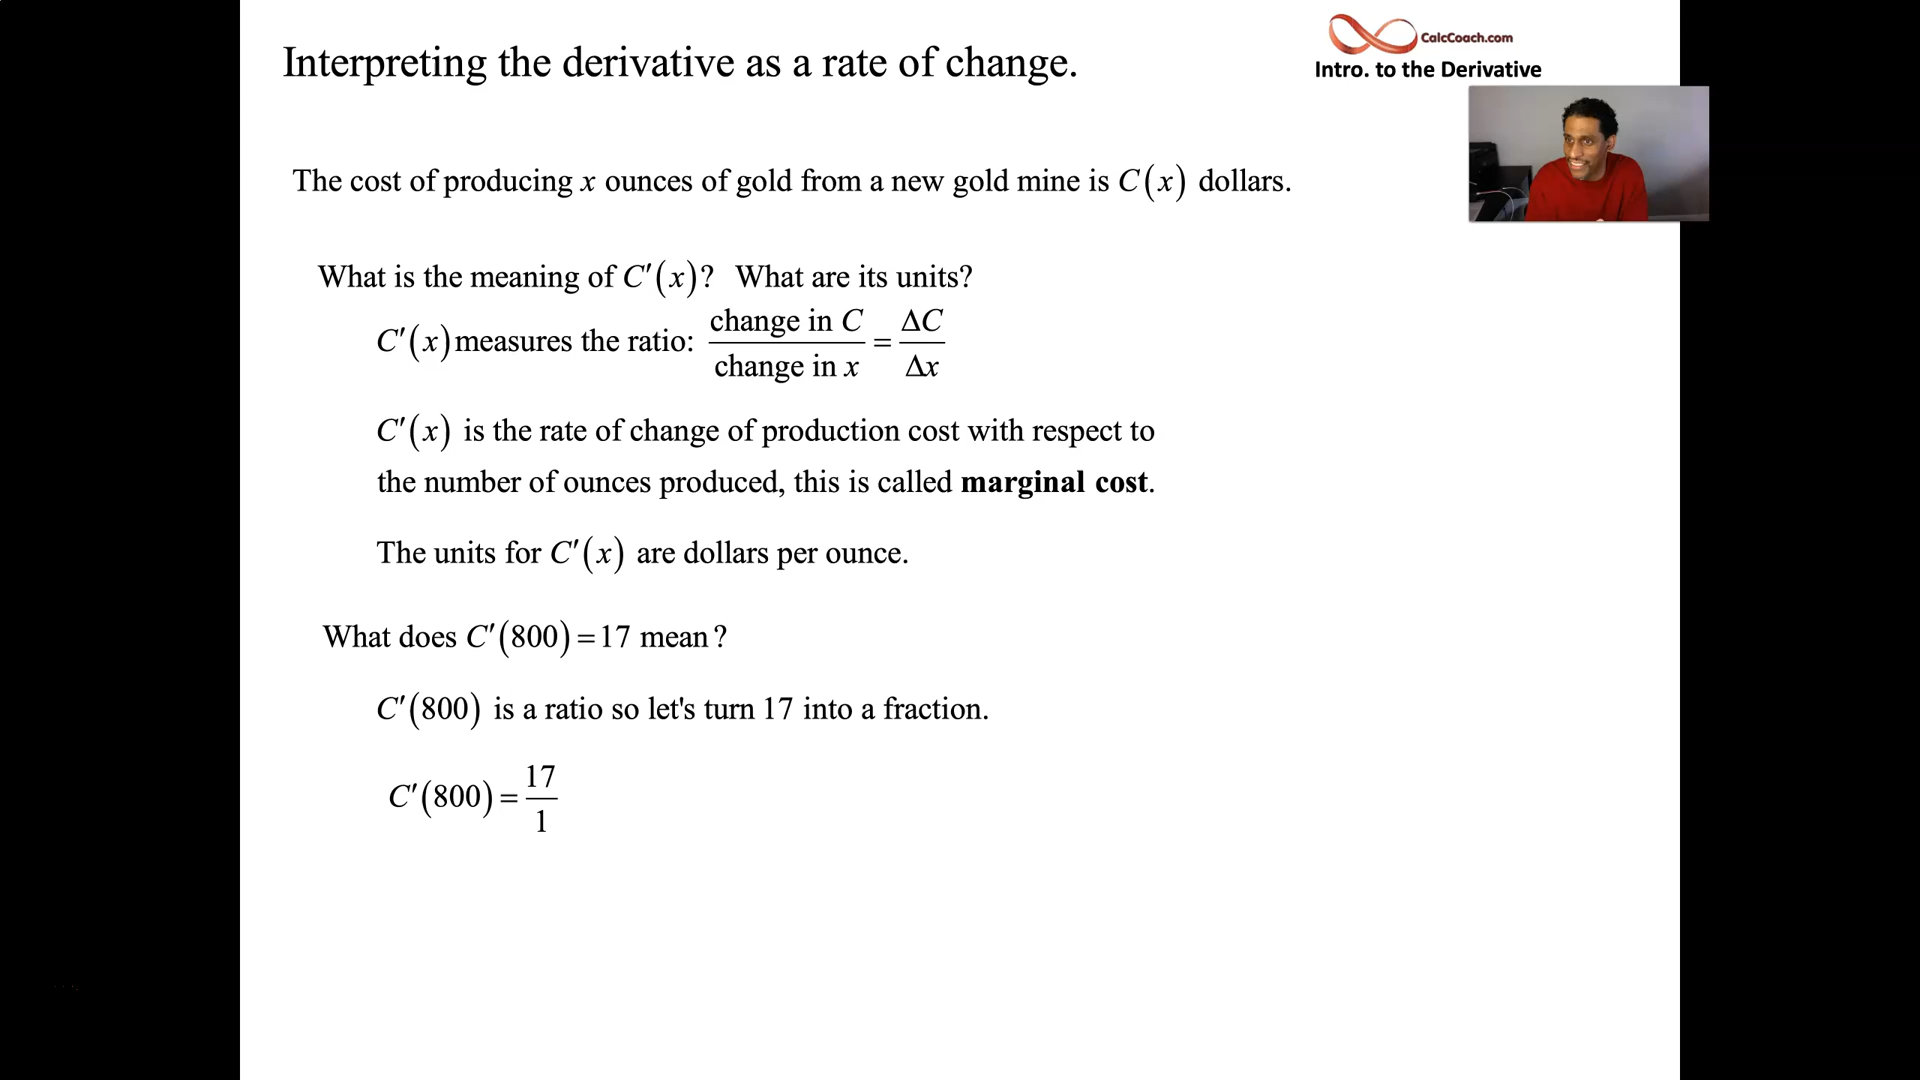 Interpreting the derivative as a rate of change.
CalcCoach.com
Intro. to the Derivative
The cost of producing x ounces of gold from a new gold mine is C(x) dollars.
What is the meaning of C′(x)? What are its units?
C′(x) measures the ratio: change in C / change in x = ΔC / Δx
C′(x) is the rate of change of production cost with respect to
the number of ounces produced, this is called marginal cost.
The units for C′(x) are dollars per ounce.
What does C′(800) = 17 mean?
C′(800) is a ratio so let's turn 17 into a fraction.
C′(800) = 17 / 1